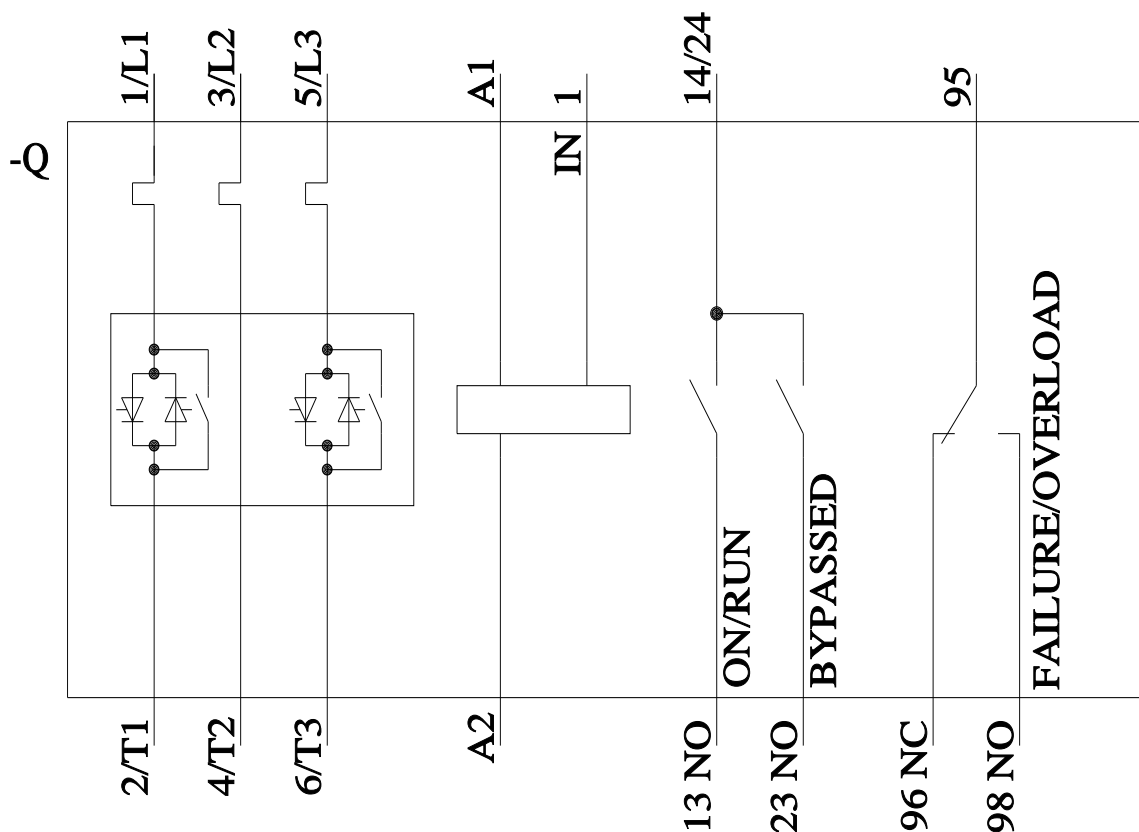 1/L1
3/L2
5/L3
A1
1
IN
14/24
95
-Q
ON/RUN
BYPASSED
FAILURE/OVERLOAD
2/T1
4/T2
6/T3
A2
13 NO
23 NO
96 NC
98 NO